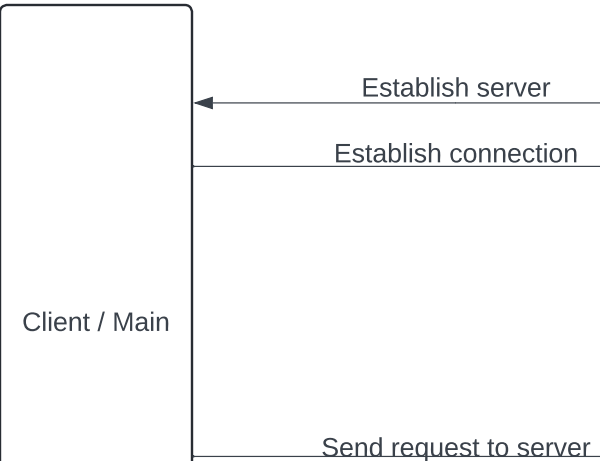 Establish server
Establish connection
Client / Main
Send request to server